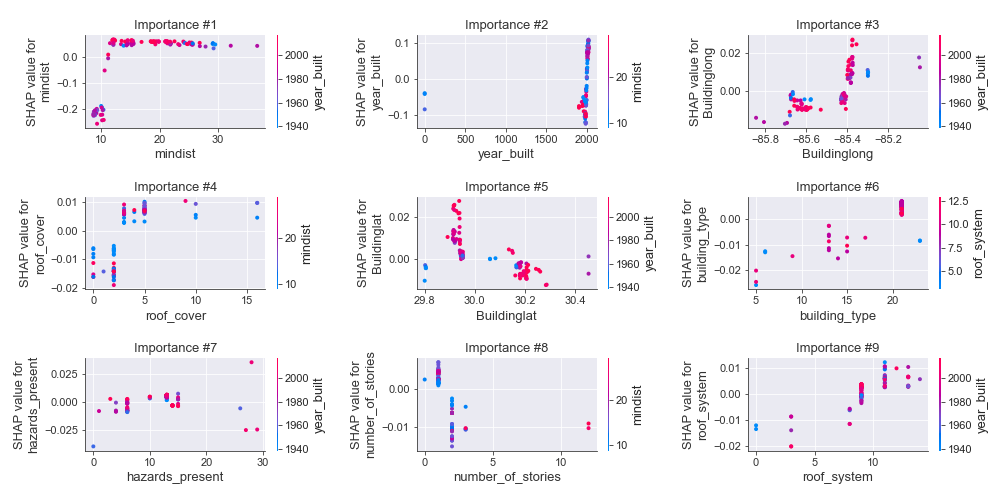 Importance #1
SHAP value for
mindist
0.0
−0.1
−0.2
10
20
30
mindist
2000
1980
1960
1940
year_built
Importance #2
SHAP value for
year_built
0.1
0.0
−0.1
0
500
1000
1500
2000
year_built
20
10
mindist
Importance #3
SHAP value for
Buildinglong
0.02
0.00
−85.8
−85.6
−85.4
−85.2
Buildinglong
2000
1980
1960
1940
year_built
Importance #4
SHAP value for
roof_cover
0.01
0.00
−0.01
−0.02
0
5
10
15
roof_cover
20
10
mindist
Importance #5
SHAP value for
Buildinglat
0.02
0.00
29.8
30.0
30.2
30.4
Buildinglat
2000
1980
1960
1940
year_built
Importance #6
SHAP value for
building_type
0.00
−0.01
−0.02
5
10
15
20
building_type
12.5
10.0
7.5
5.0
roof_system
Importance #7
SHAP value for
hazards_present
0.025
0.000
−0.025
0
10
20
30
hazards_present
2000
1980
1960
1940
year_built
Importance #8
SHAP value for
number_of_stories
0.00
−0.01
0
5
10
number_of_stories
20
10
mindist
Importance #9
SHAP value for
roof_system
0.01
0.00
−0.01
−0.02
0
5
10
roof_system
2000
1980
1960
1940
year_built